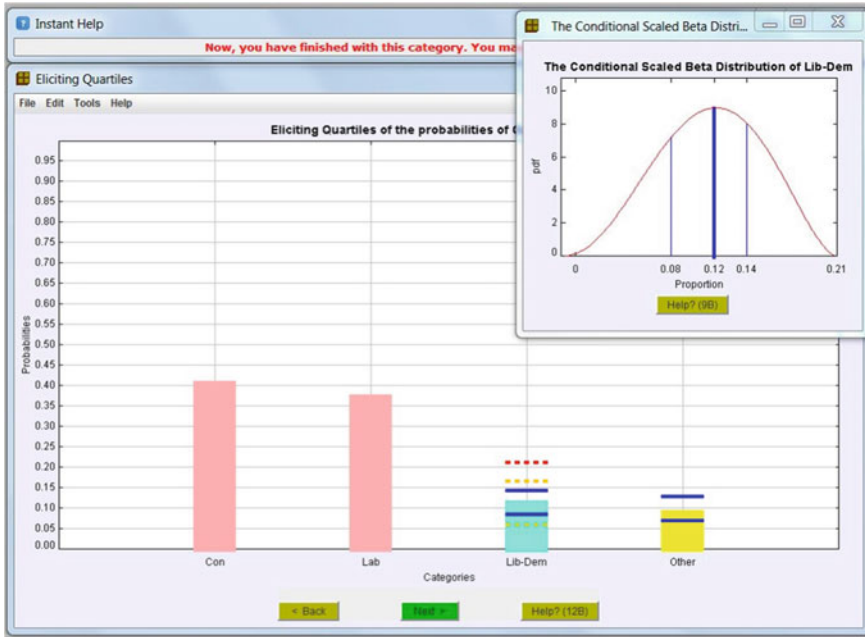 Instant Help
Now, you have finished with this category. You ma
Eliciting Quartiles
File Edit Tools Help
Eliciting Quartiles of the probabilities of
0.95
0.90
0.85
0.80
0.75
0.70
0.65
0.60
0.55
0.50
0.45
0.40
0.35
0.30
0.25
0.20
0.15
0.10
0.05
0.00
Probabilities
Con Lab Lib-Dem Other
Categories
< Back Next > Help? (12B)
The Conditional Scaled Beta Distri...
The Conditional Scaled Beta Distribution of Lib-Dem
10
8
6
4
2
0
pdf
0 0.08 0.12 0.14 0.21
Proportion
Help? (9B)